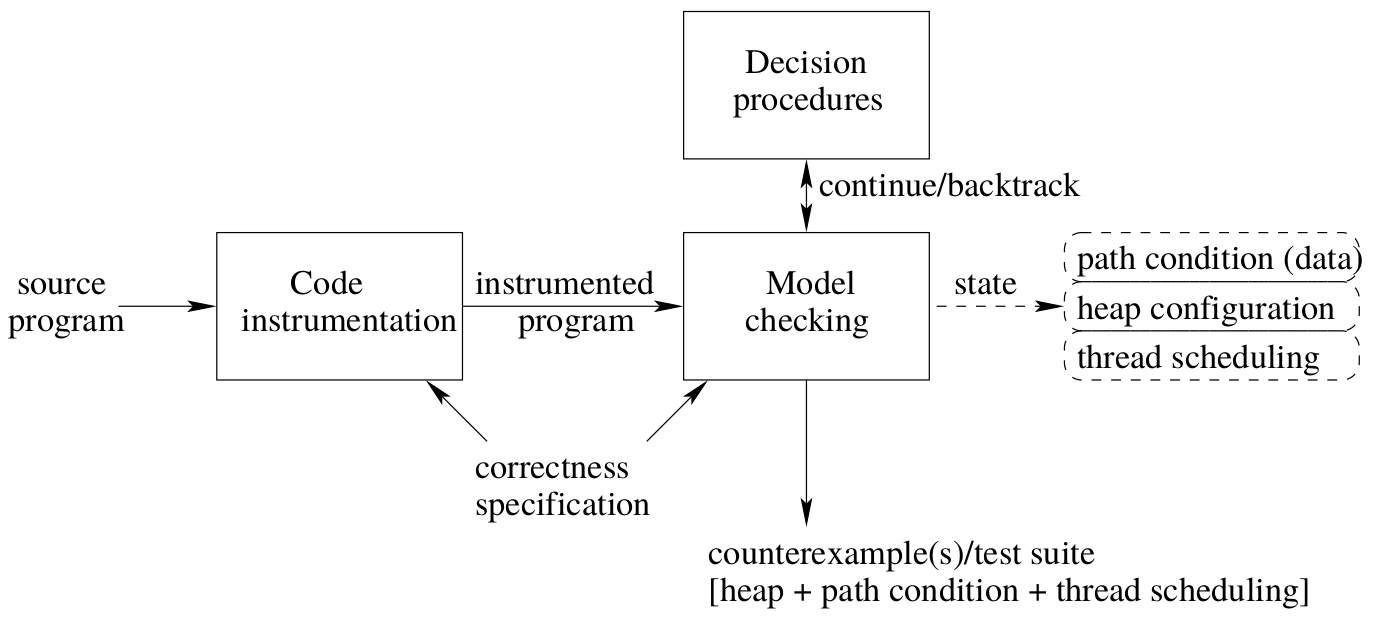 Decision
procedures
continue/backtrack
source
program
Code
instrumentation
instrumented
program
Model
checking
state
path condition (data)
heap configuration
thread scheduling
correctness
specification
counterexample(s)/test suite
[heap + path condition + thread scheduling]